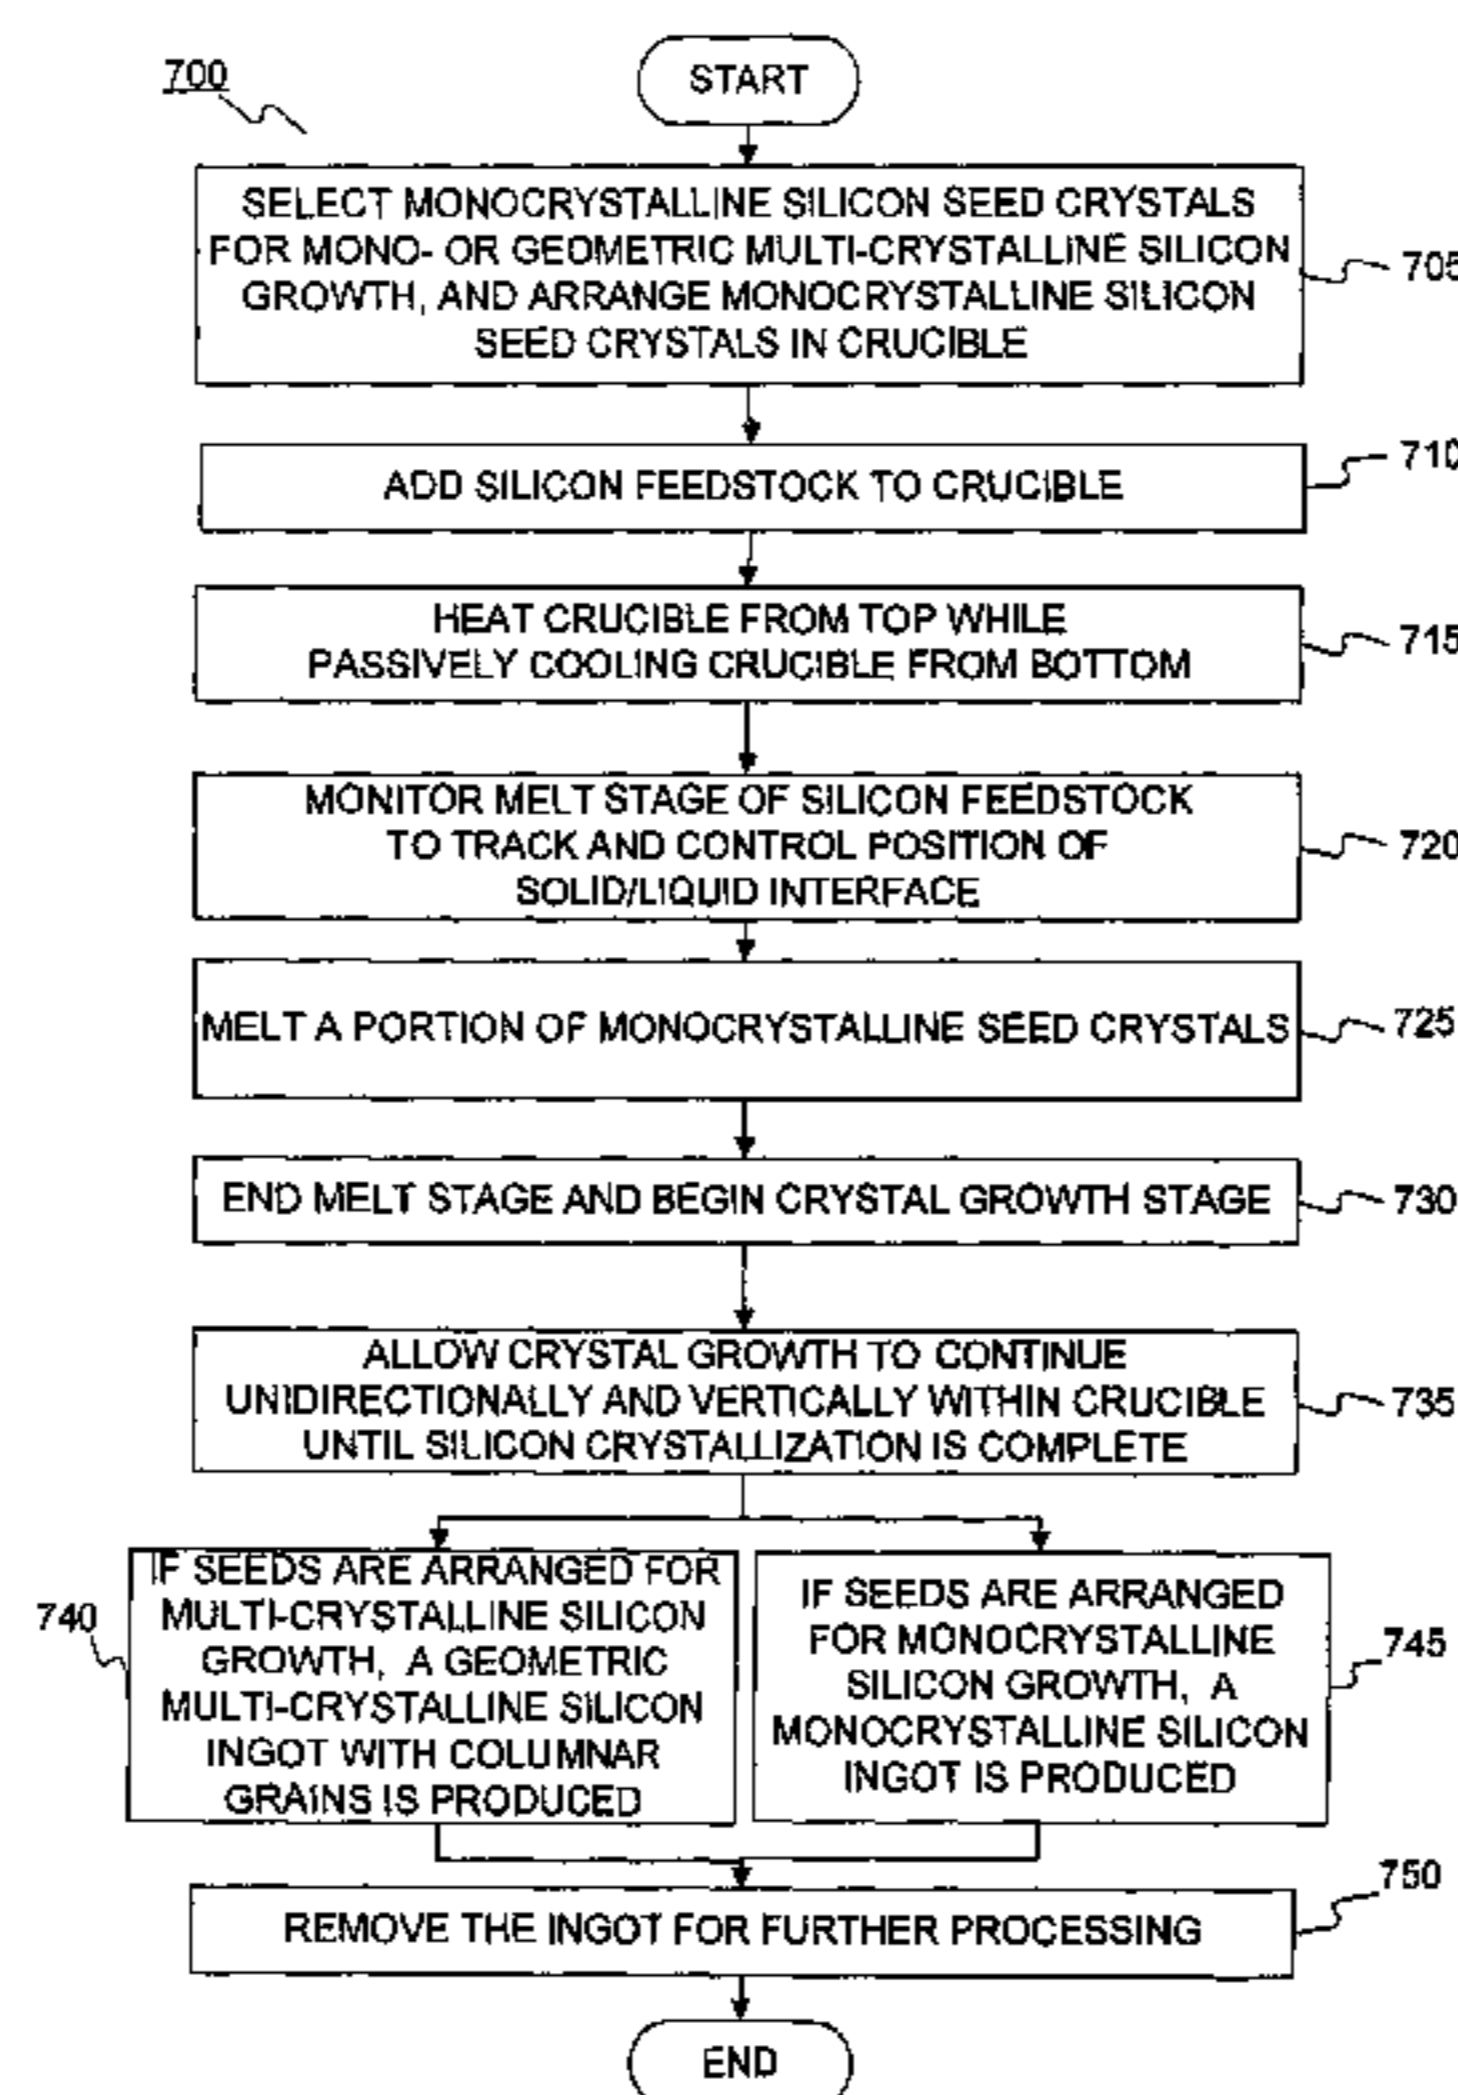 700
START
SELECT MONOCRYSTALLINE SILICON SEED CRYSTALS
FOR MONO- OR GEOMETRIC MULTI-CRYSTALLINE SILICON
GROWTH, AND ARRANGE MONOCRYSTALLINE SILICON
SEED CRYSTALS IN CRUCIBLE
705
ADD SILICON FEEDSTOCK TO CRUCIBLE
710
HEAT CRUCIBLE FROM TOP WHILE
PASSIVELY COOLING CRUCIBLE FROM BOTTOM
715
MONITOR MELT STAGE OF SILICON FEEDSTOCK
TO TRACK AND CONTROL POSITION OF
SOLID/LIQUID INTERFACE
720
MELT A PORTION OF MONOCRYSTALLINE SEED CRYSTALS
725
END MELT STAGE AND BEGIN CRYSTAL GROWTH STAGE
730
ALLOW CRYSTAL GROWTH TO CONTINUE
UNIDIRECTIONALLY AND VERTICALLY WITHIN CRUCIBLE
UNTIL SILICON CRYSTALLIZATION IS COMPLETE
735
740
IF SEEDS ARE ARRANGED FOR
MULTI-CRYSTALLINE SILICON
GROWTH, A GEOMETRIC
MULTI-CRYSTALLINE SILICON
INGOT WITH COLUMNAR
GRAINS IS PRODUCED
IF SEEDS ARE ARRANGED
FOR MONOCRYSTALLINE
SILICON GROWTH, A
MONOCRYSTALLINE SILICON
INGOT IS PRODUCED
745
REMOVE THE INGOT FOR FURTHER PROCESSING
750
END